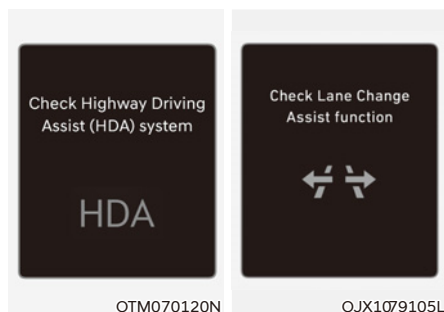 Check Highway Driving
Assist (HDA) system
HDA
OTM070120N
Check Lane Change
Assist function
OJX1079105L